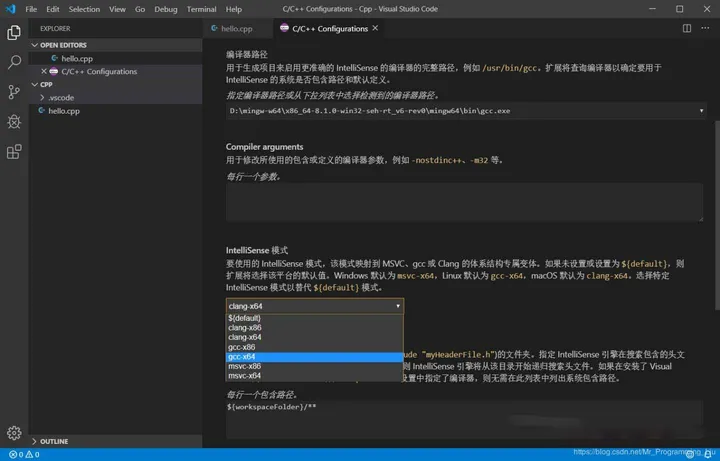 File Edit Selection View Go Debug Terminal Help C/C++ Configurations - Cpp - Visual Studio Code
EXPLORER
OPEN EDITORS
hello.cpp
C/C++ Configurations
CPP
.vscode
hello.cpp
OUTLINE
hello.cpp C/C++ Configurations
编译器路径
用于生成项目来启用更准确的 IntelliSense 的编译器的完整路径，例如 /usr/bin/gcc。扩展将查询编译器以确定要用于
IntelliSense 的系统是否包含路径和默认定义。
指定编译器路径或从下拉列表中选择检测到的编译器路径。
D:\mingw-w64\x86_64-8.1.0-win32-seh-rt_v6-rev0\mingw64\bin\gcc.exe
Compiler arguments
用于修改所使用的包含或定义的编译器参数，例如 -nostdinc++、-m32 等。
每行一个参数。
IntelliSense 模式
要使用的 IntelliSense 模式，该模式映射到 MSVC、gcc 或 Clang 的体系结构专属变体。如果未设置或设置为 ${default}，则
扩展将选择该平台的默认值。Windows 默认为 msvc-x64，Linux 默认为 gcc-x64，macOS 默认为 clang-x64。选择特定
IntelliSense 模式以替代 ${default} 模式。
clang-x64
${default}
clang-x86
clang-x64
gcc-x86
gcc-x64
msvc-x86
msvc-x64
"myHeaderFile.h")的文件夹。指定 IntelliSense 引擎在搜索包含的头文
则 IntelliSense 引擎将从该目录开始递归搜索头文件。如果在安装了 Visual
设置中指定了编译器，则无需在此列表中列出系统包含路径。
每行一个包含路径。
${workspaceFolder}/**
0 0